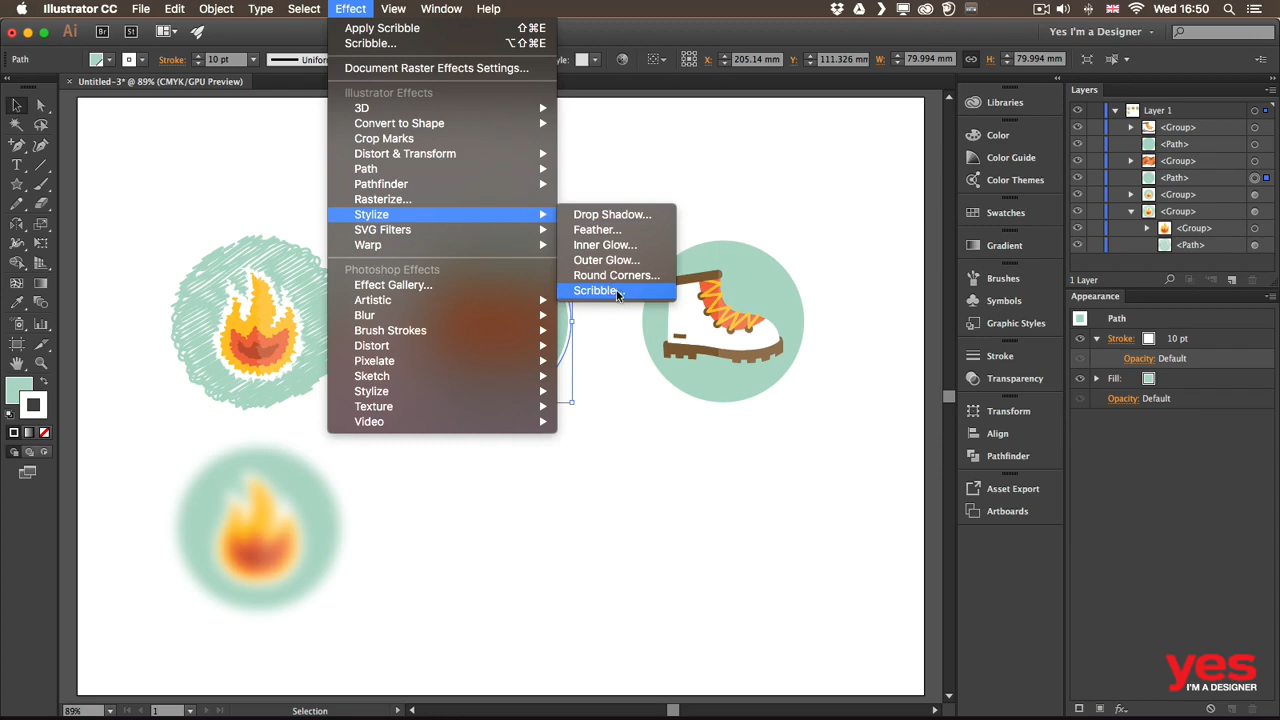 Illustrator CC File Edit Object Type Select Effect View Window Help Wed 16:50
Ai Br St Yes I'm a Designer
Path Stroke: 10 pt Uniform Style: X: 205.14 mm Y: 111.326 mm W: 79.994 mm H: 79.994 mm
× Untitled-3* @ 89% (CMYK/GPU Preview)
Apply Scribble ⇧⌘E
Scribble... ⌥⇧⌘E
Document Raster Effects Settings...
Illustrator Effects
3D
Convert to Shape
Crop Marks
Distort & Transform
Path
Pathfinder
Rasterize...
Stylize
SVG Filters
Warp
Photoshop Effects
Effect Gallery...
Artistic
Blur
Brush Strokes
Distort
Pixelate
Sketch
Stylize
Texture
Video
Drop Shadow...
Feather...
Inner Glow...
Outer Glow...
Round Corners...
Scribble...
Libraries
Color
Color Guide
Color Themes
Swatches
Gradient
Brushes
Symbols
Graphic Styles
Stroke
Transparency
Transform
Align
Pathfinder
Asset Export
Artboards
Layers
Layer 1
<Group>
<Path>
<Group>
<Path>
<Group>
<Group>
<Group>
<Path>
1 Layer
Appearance
Path
Stroke: 10 pt
Opacity: Default
Fill:
Opacity: Default
89% 1 Selection
fx
yes
I'M A DESIGNER